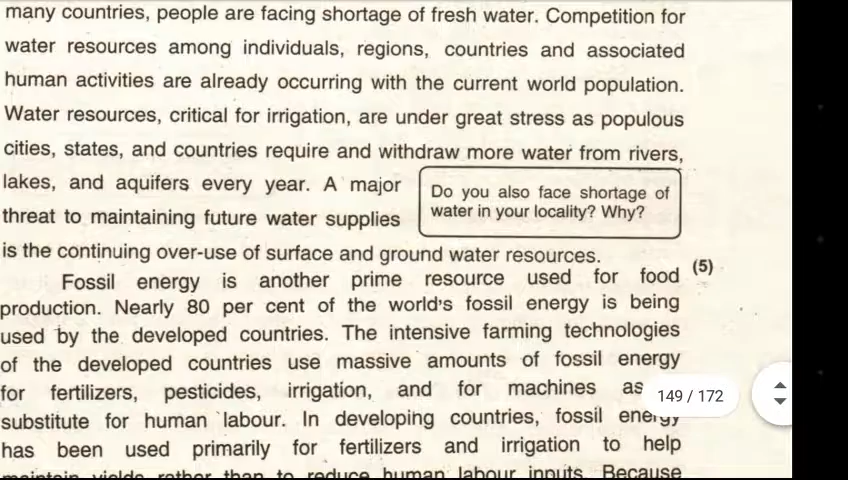 many countries, people are facing shortage of fresh water. Competition for
water resources among individuals, regions, countries and associated
human activities are already occurring with the current world population.
Water resources, critical for irrigation, are under great stress as populous
cities, states, and countries require and withdraw more water from rivers,
lakes, and aquifers every year. A major
threat to maintaining future water supplies
Do you also face shortage of
water in your locality? Why?
is the continuing over-use of surface and ground water resources.
Fossil energy is another prime resource used for food (5)
production. Nearly 80 per cent of the world's fossil energy is being
used by the developed countries. The intensive farming technologies
of the developed countries use massive amounts of fossil energy
for fertilizers, pesticides, irrigation, and for machines as
149 / 172
substitute for human labour. In developing countries, fossil energy
has been used primarily for fertilizers and irrigation to help
maintain yields rather than to reduce human labour inputs. Because